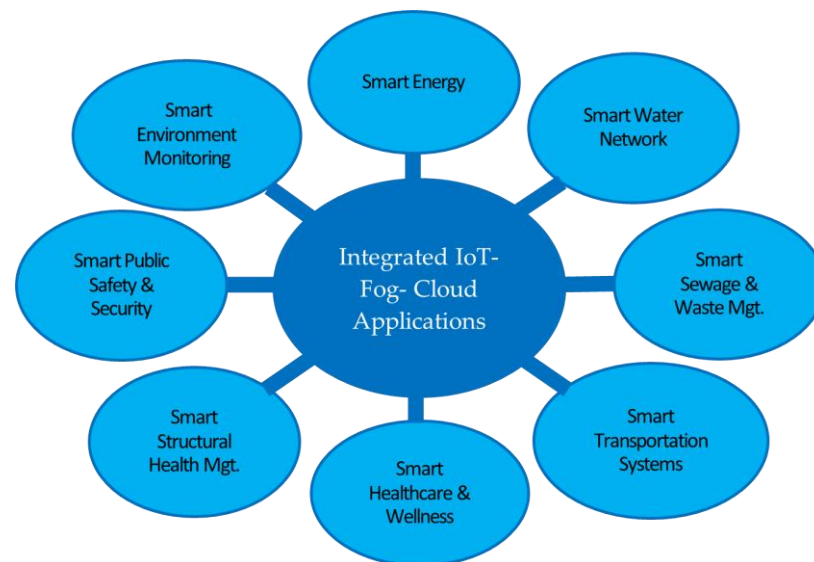 Smart Energy
Smart
Environment
Monitoring
Smart Water
Network
Smart Public
Safety &
Security
Integrated IoT-
Fog- Cloud
Applications
Smart
Sewage &
Waste Mgt.
Smart
Structural
Health Mgt.
Smart
Healthcare &
Wellness
Smart
Transportation
Systems